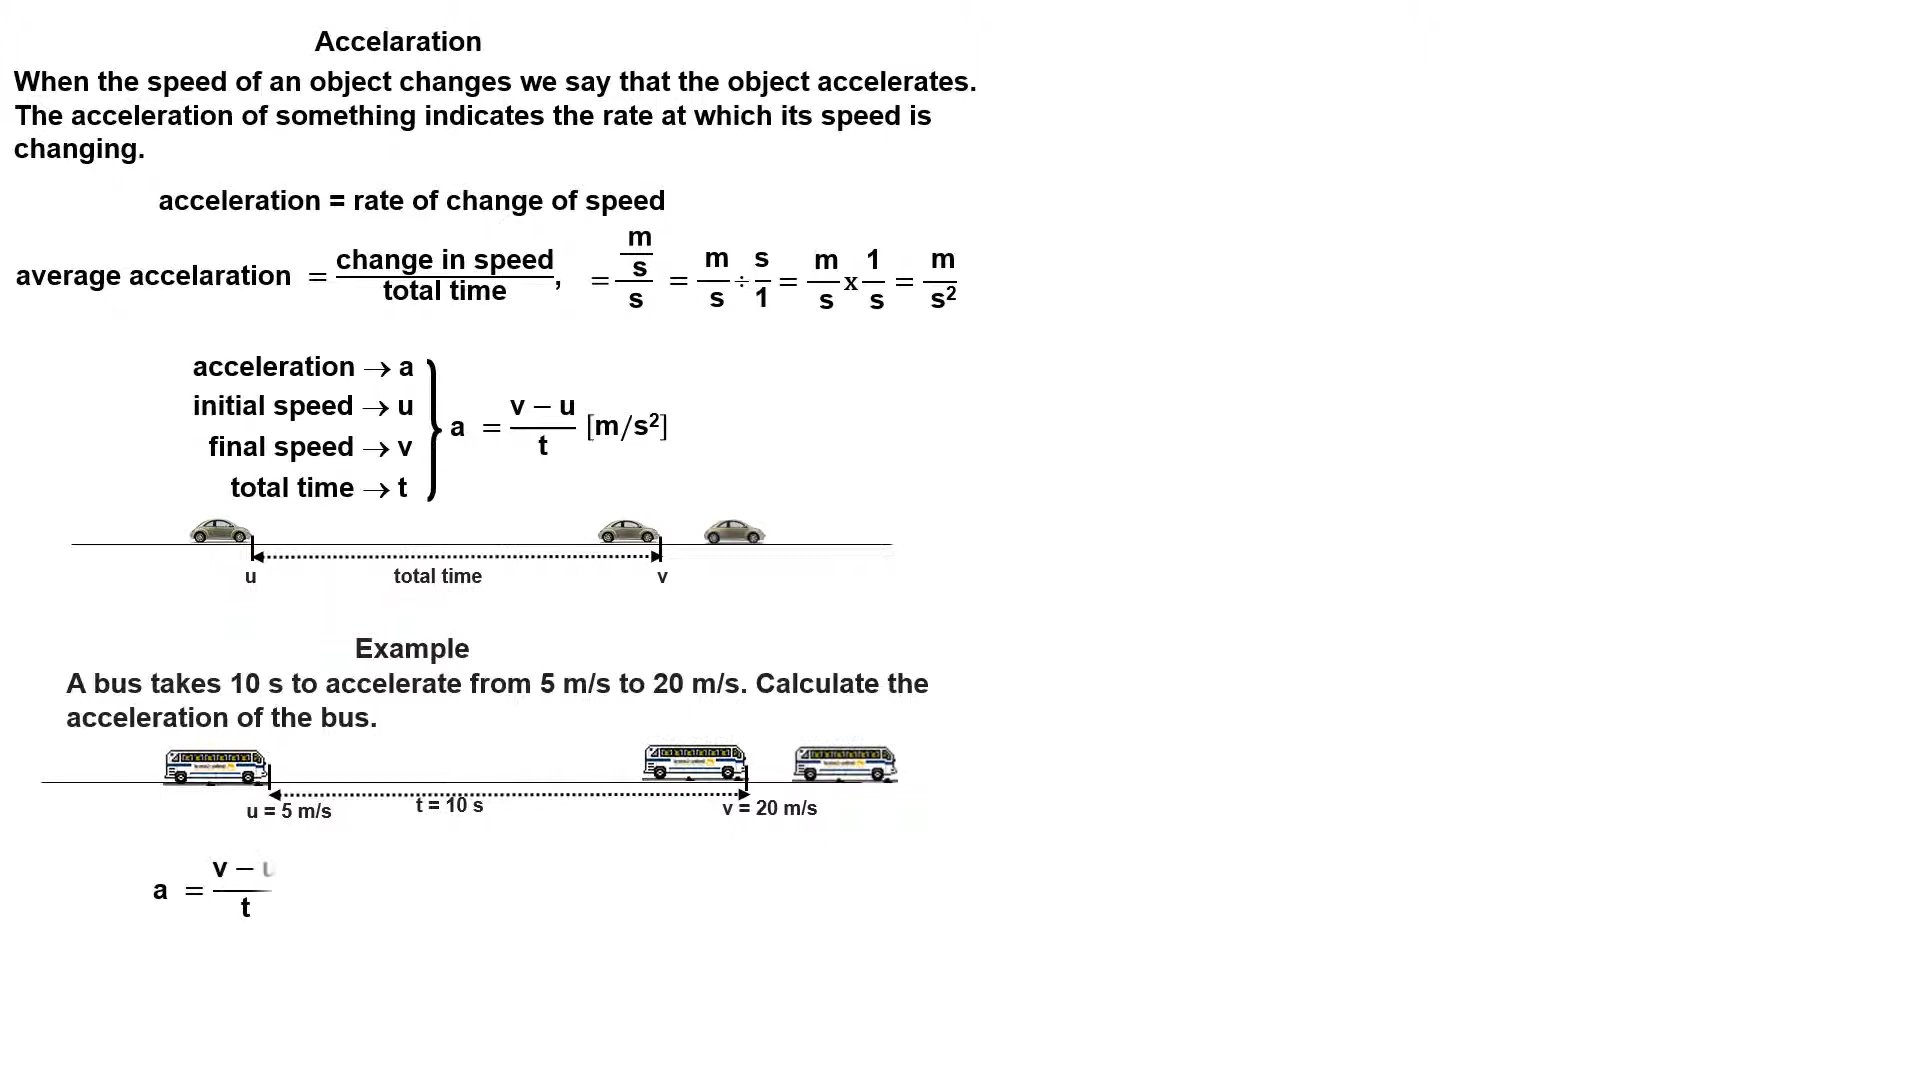 Accelaration
When the speed of an object changes we say that the object accelerates.
The acceleration of something indicates the rate at which its speed is
changing.
acceleration = rate of change of speed
average accelaration = change in speed / total time, = m/s / s = m/s ÷ s/1 = m/s x 1/s = m/s²
acceleration → a
initial speed → u
final speed → v
total time → t
a = v − u / t [m/s²]
u total time v
Example
A bus takes 10 s to accelerate from 5 m/s to 20 m/s. Calculate the
acceleration of the bus.
u = 5 m/s t = 10 s v = 20 m/s
a = v − u / t